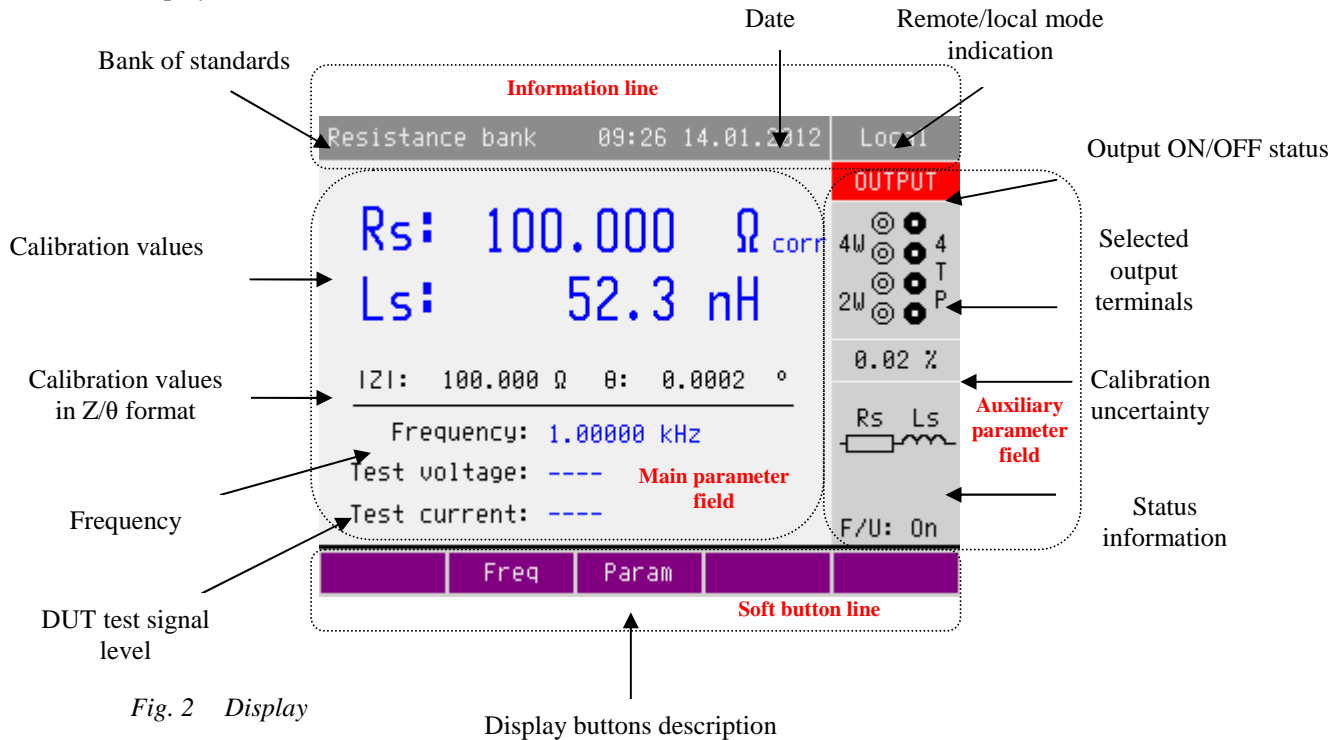 Date
Remote/local mode
indication
Bank of standards
Information line
Resistance bank 09:26 14.01.2012 Local
Output ON/OFF status
OUTPUT
Rs: 100.000 Ω corr
4W 4
T
P
2W
Selected
output
terminals
Calibration values
Ls: 52.3 nH
0.02 %
Calibration values
in Z/θ format
|Z|: 100.000 Ω θ: 0.0002 °
Calibration
uncertainty
Rs Ls
Auxiliary
parameter
field
Frequency: 1.00000 kHz
Test voltage: ----
Main parameter
field
Test current: ----
Frequency
F/U: On
Status
information
Freq Param
Soft button line
DUT test signal
level
Fig. 2 Display
Display buttons description